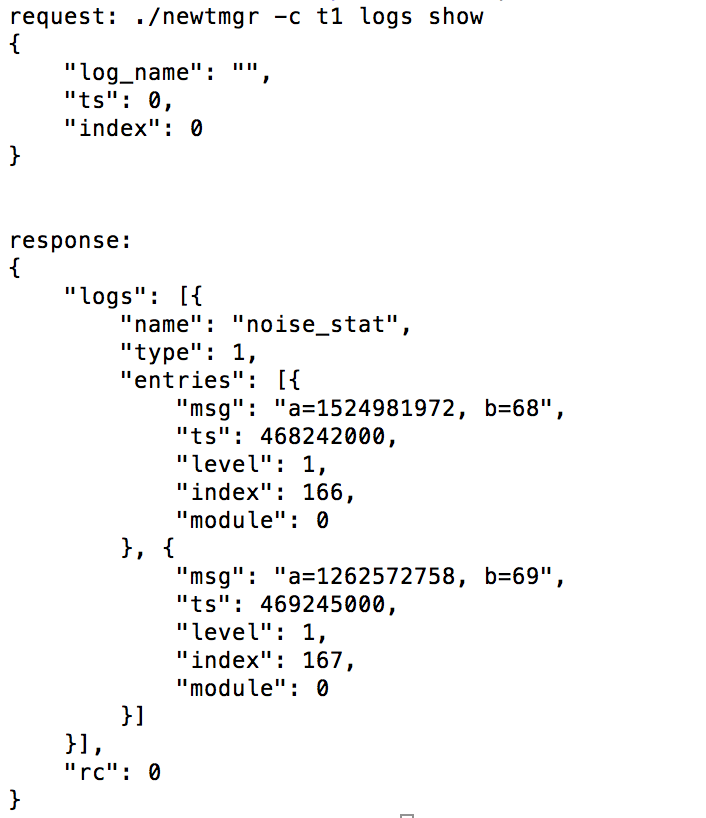 request: ./newtmgr -c t1 logs show
{
    "log_name": "",
    "ts": 0,
    "index": 0
}
response:
{
    "logs": [{
        "name": "noise_stat",
        "type": 1,
        "entries": [{
            "msg": "a=1524981972, b=68",
            "ts": 468242000,
            "level": 1,
            "index": 166,
            "module": 0
        }, {
            "msg": "a=1262572758, b=69",
            "ts": 469245000,
            "level": 1,
            "index": 167,
            "module": 0
        }]
    }],
    "rc": 0
}